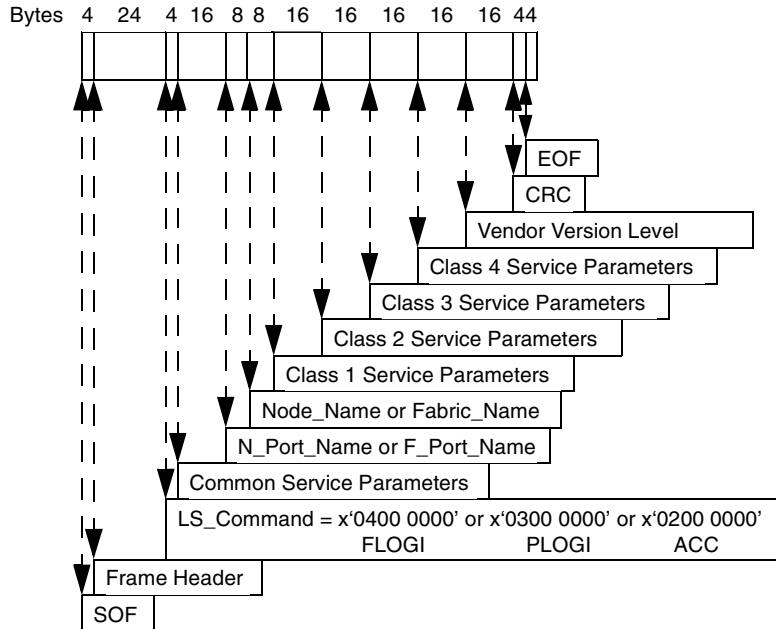 Bytes 4 24 4 16 8 8 16 16 16 16 16 44
EOF
CRC
Vendor Version Level
Class 4 Service Parameters
Class 3 Service Parameters
Class 2 Service Parameters
Class 1 Service Parameters
Node_Name or Fabric_Name
N_Port_Name or F_Port_Name
Common Service Parameters
LS_Command = x‘0400 0000’ or x‘0300 0000’ or x‘0200 0000’
FLOGI PLOGI ACC
Frame Header
SOF